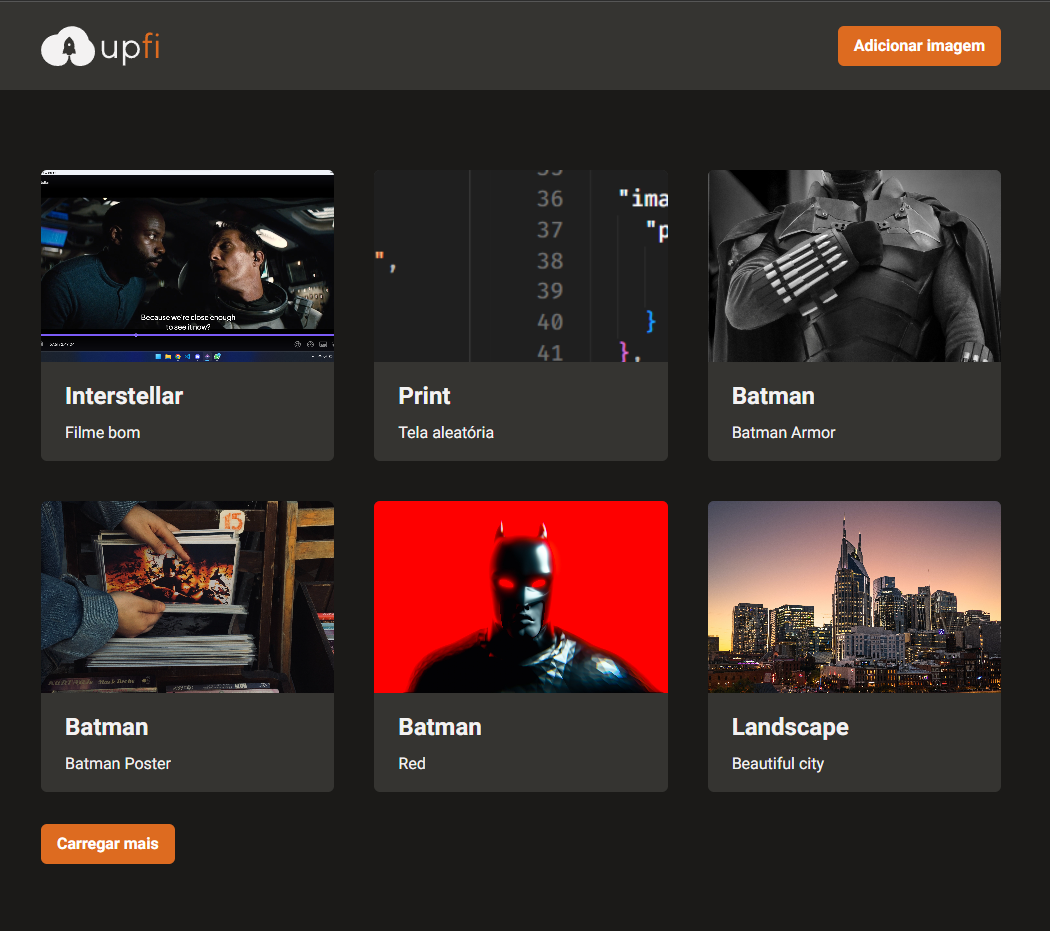 upfi
Adicionar imagem
Because we're close enough
to see it now?
36
"ima
37
"p
38
",
39
40
}
41
},
Interstellar
Filme bom
Print
Tela aleatória
Batman
Batman Armor
15
Batman
Batman Poster
Batman
Red
Landscape
Beautiful city
Carregar mais